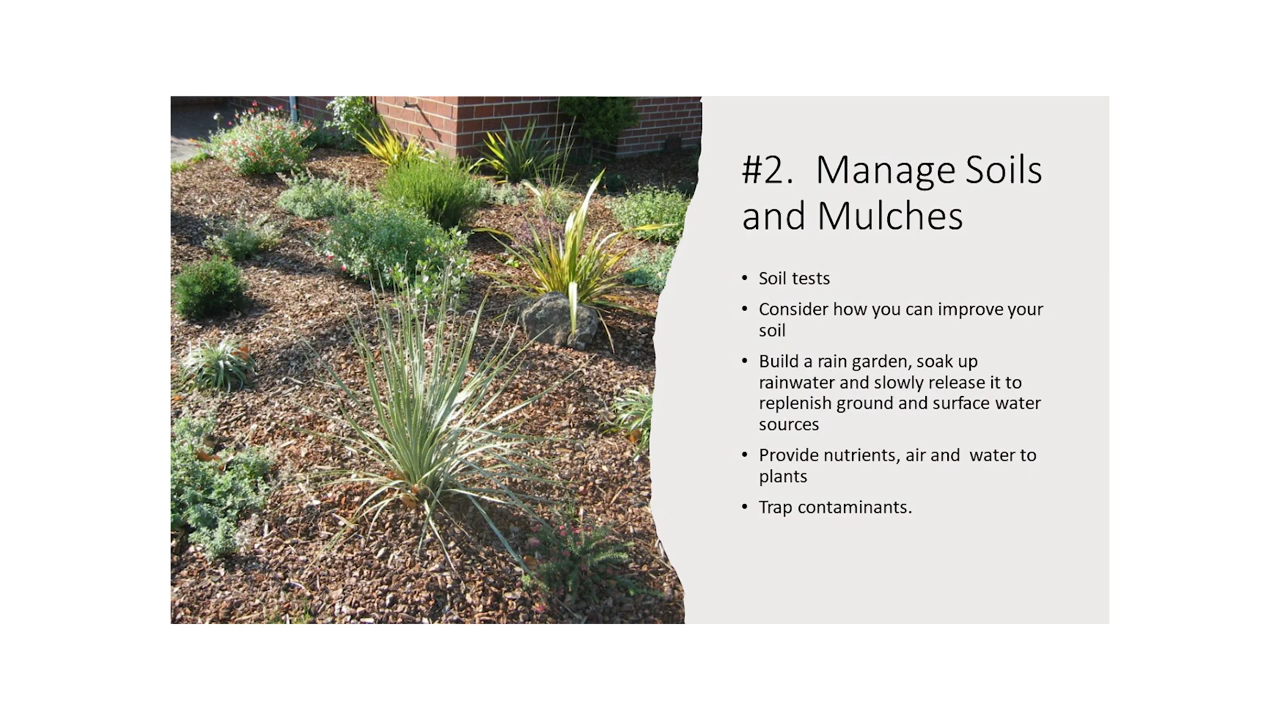 #2.  Manage Soils
and Mulches
• Soil tests
• Consider how you can improve your
soil
• Build a rain garden, soak up
rainwater and slowly release it to
replenish ground and surface water
sources
• Provide nutrients, air and  water to
plants
• Trap contaminants.